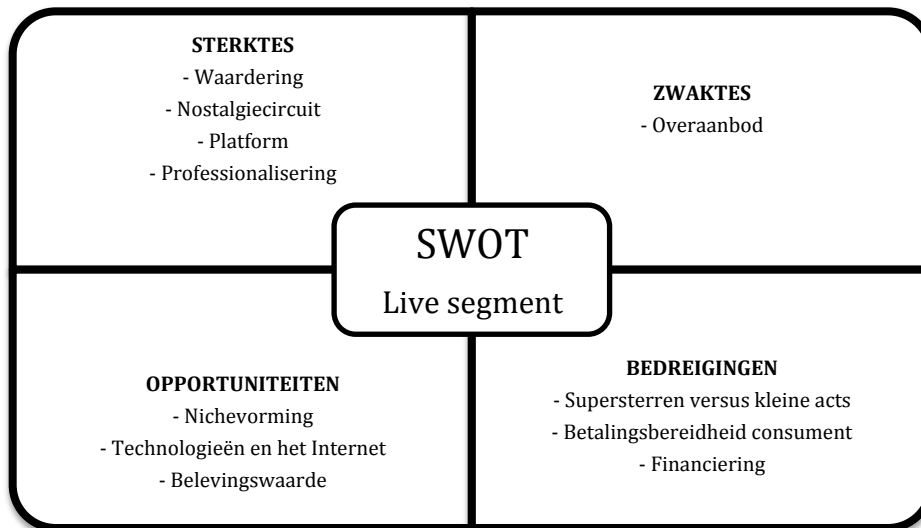 STERKTES
- Waardering
- Nostalgiecircuit
- Platform
- Professionalisering
ZWAKTES
- Overaanbod
SWOT
Live segment
OPPORTUNITEITEN
- Nichevorming
- Technologieën en het Internet
- Belevingswaarde
BEDREIGINGEN
- Supersterren versus kleine acts
- Betalingsbereidheid consument
- Financiering